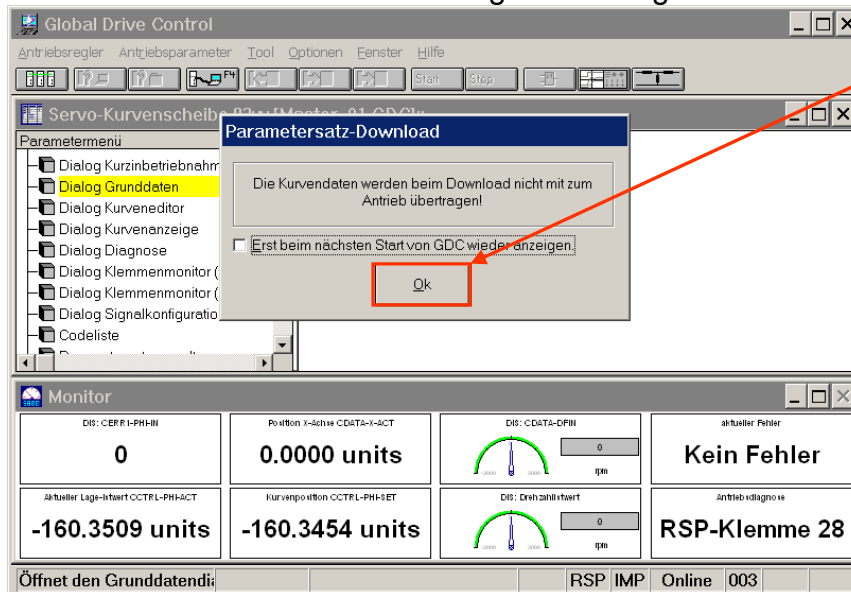 Global Drive Control
Antriebsregler Antriebsparameter Tool Optionen Fenster Hilfe
F4 Start Stop
Servo-Kurvenscheibe
Parametersatz-Download
Parametermenü
Dialog Kurzinbetriebnahm
Dialog Grunddaten
Dialog Kurveneditor
Dialog Kurvenanzeige
Dialog Diagnose
Dialog Klemmenmonitor (
Dialog Klemmenmonitor (
Dialog Signalkonfiguratio
Codeliste
Die Kurvendaten werden beim Download nicht mit zum
Antrieb übertragen!
Erst beim nächsten Start von GDC wieder anzeigen.
Ok
Monitor
DIS: CERR1-PHI-IN
0
Position X-Achse CDATA-X-ACT
0.0000 units
DIS: CDATA-DFIN
0
rpm
aktueller Fehler
Kein Fehler
Aktueller Lage-Istwert CCTRL-PHI-ACT
-160.3509 units
Kurvenposition CCTRL-PHI-SET
-160.3454 units
DIS: Drehzahlistwert
0
rpm
Antriebsdiagnose
RSP-Klemme 28
Öffnet den Grunddatendia RSP IMP Online 003